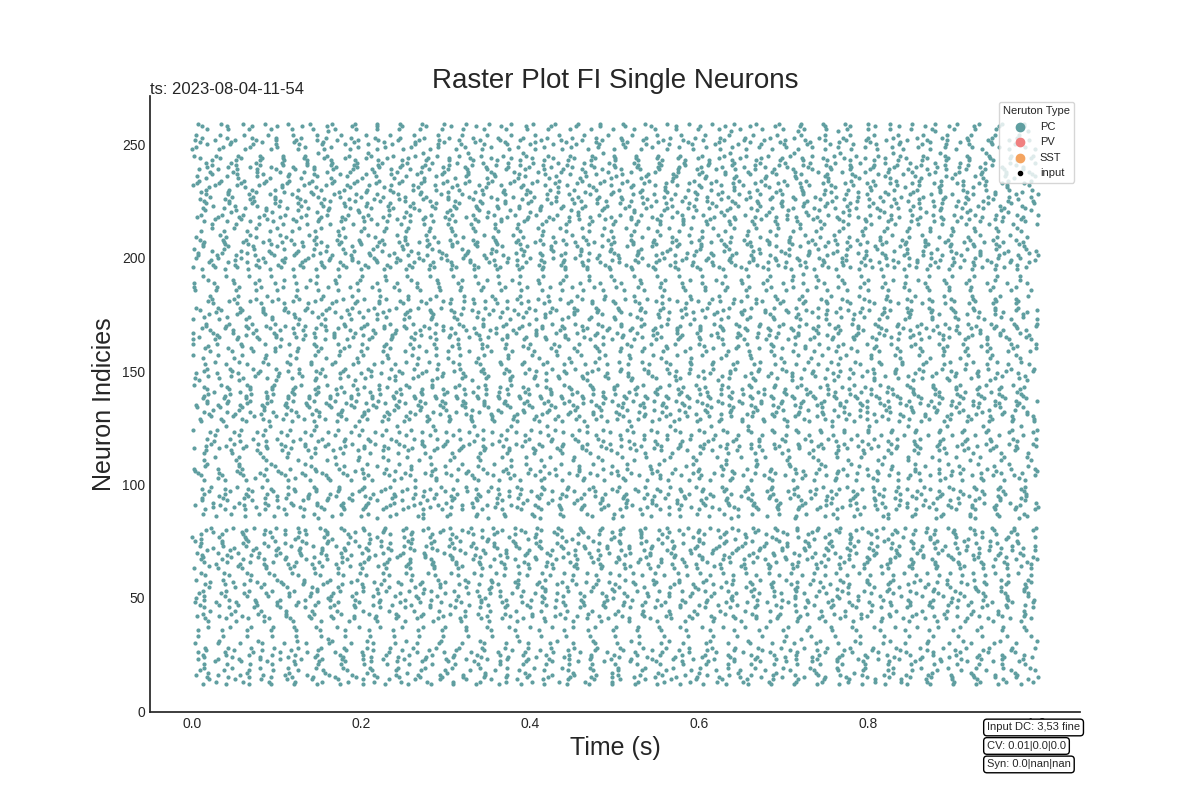 Raster Plot FI Single Neurons
ts: 2023-08-04-11-54
Neruton Type
PC
PV
SST
input
Neuron Indicies
250
200
150
100
50
0
0.0 0.2 0.4 0.6 0.8
Time (s)
Input DC: 3,53 fine
CV: 0.01|0.0|0.0
Syn: 0.0|nan|nan